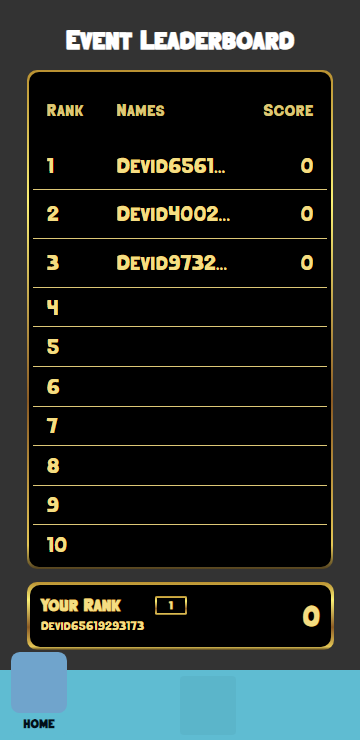 Event Leaderboard
Rank Names Score
1 Devid6561... 0
2 Devid4002... 0
3 Devid9732... 0
4
5
6
7
8
9
10
Your Rank 1 0
Devid65619293173
HOME